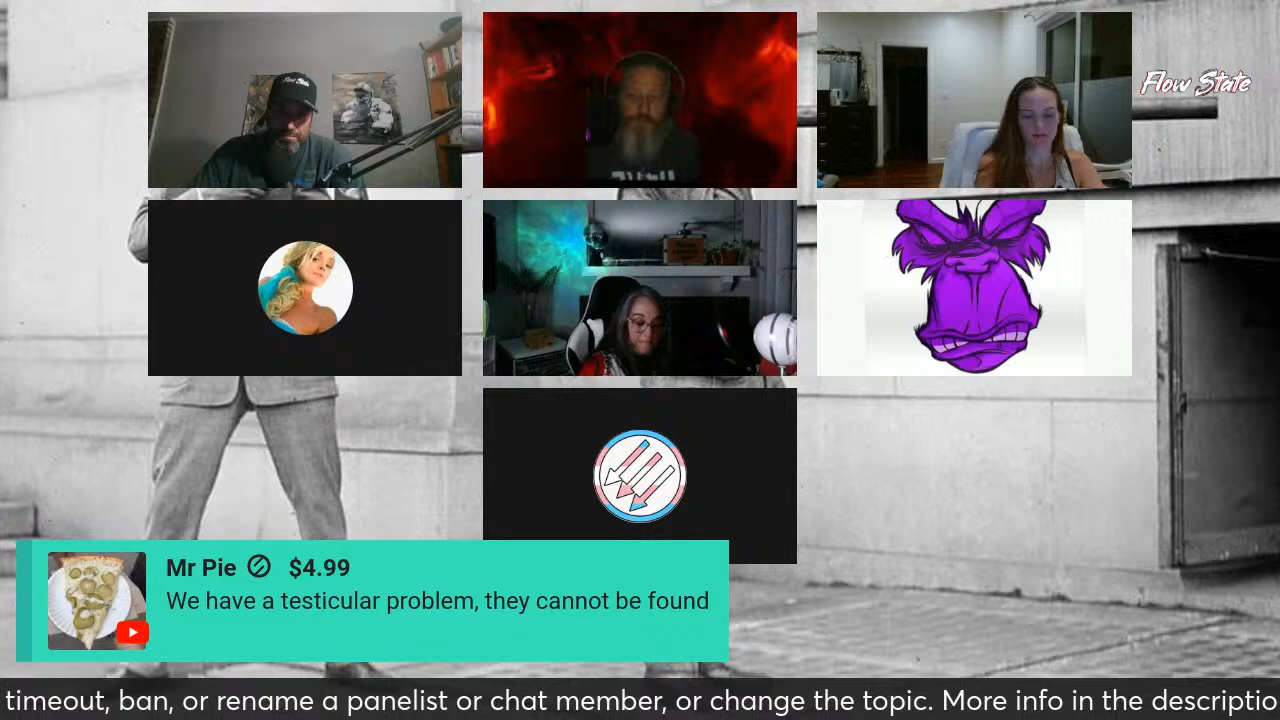 Flow State
Mr Pie $4.99
We have a testicular problem, they cannot be found
timeout, ban, or rename a panelist or chat member, or change the topic. More info in the descriptio